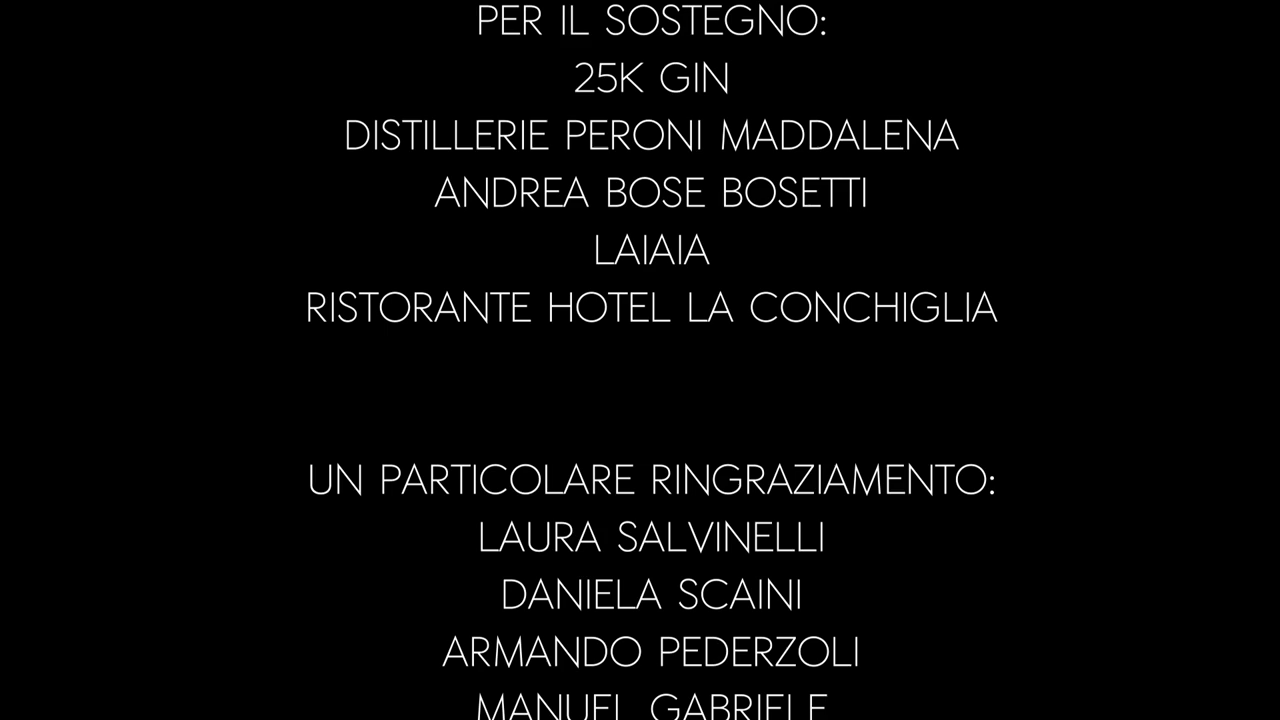 PER IL SOSTEGNO:
25K GIN
DISTILLERIE PERONI MADDALENA
ANDREA BOSE BOSETTI
LAIAIA
RISTORANTE HOTEL LA CONCHIGLIA
UN PARTICOLARE RINGRAZIAMENTO:
LAURA SALVINELLI
DANIELA SCAINI
ARMANDO PEDERZOLI
MANUEL GABRIELE